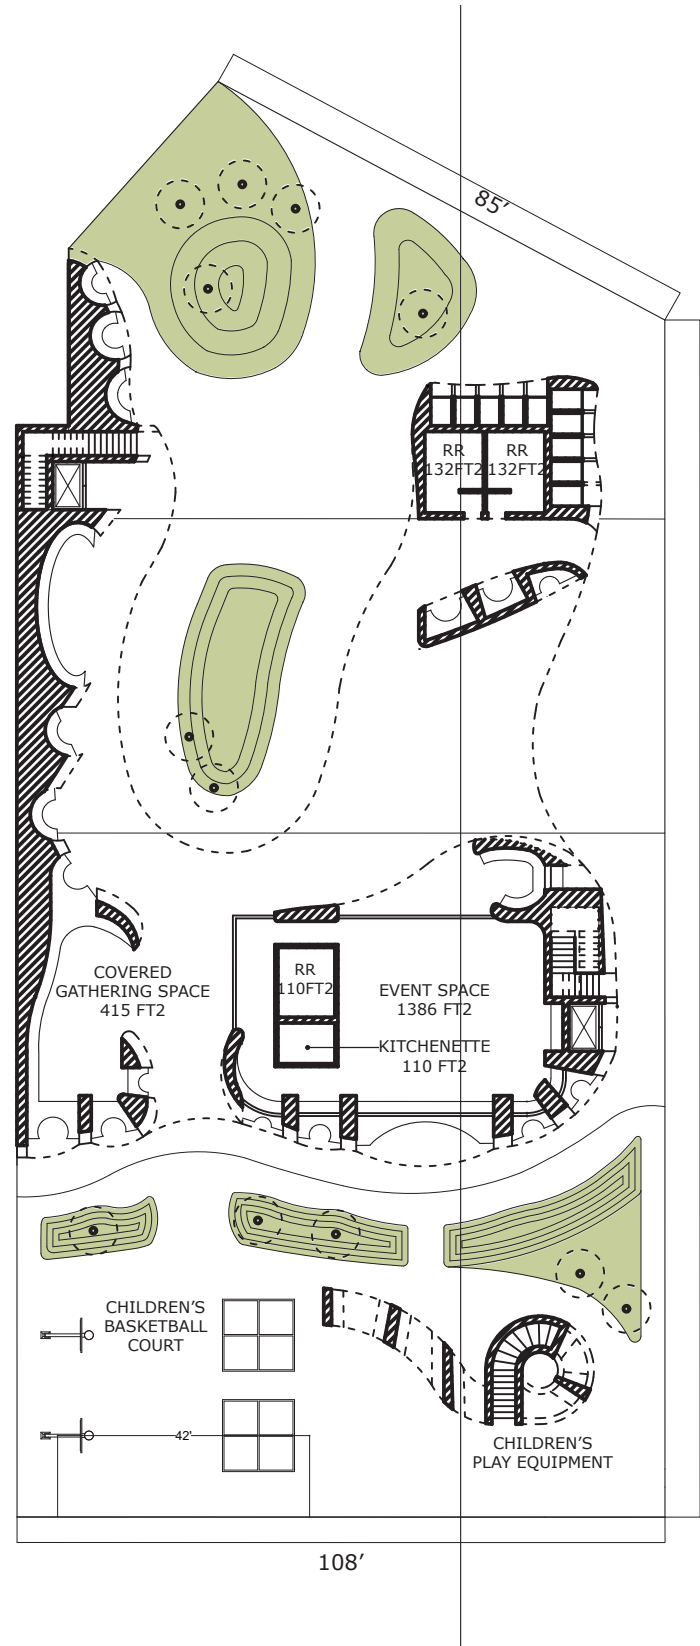 85’
RR
132FT2
RR
132FT2
COVERED
GATHERING SPACE
415 FT2
RR
110FT2
EVENT SPACE
1386 FT2
KITCHENETTE
110 FT2
CHILDREN’S
BASKETBALL
COURT
42'
CHILDREN’S
PLAY EQUIPMENT
108’